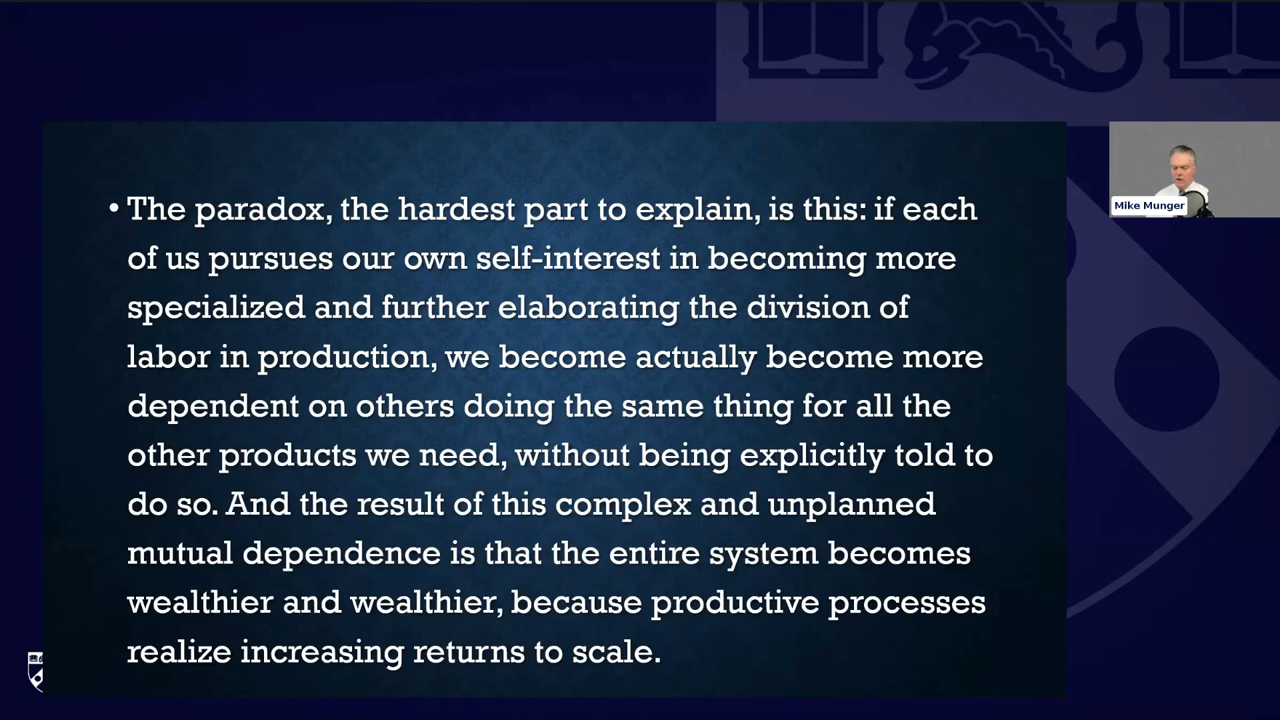 • The paradox, the hardest part to explain, is this: if each
of us pursues our own self-interest in becoming more
specialized and further elaborating the division of
labor in production, we become actually become more
dependent on others doing the same thing for all the
other products we need, without being explicitly told to
do so. And the result of this complex and unplanned
mutual dependence is that the entire system becomes
wealthier and wealthier, because productive processes
realize increasing returns to scale.
Mike Munger